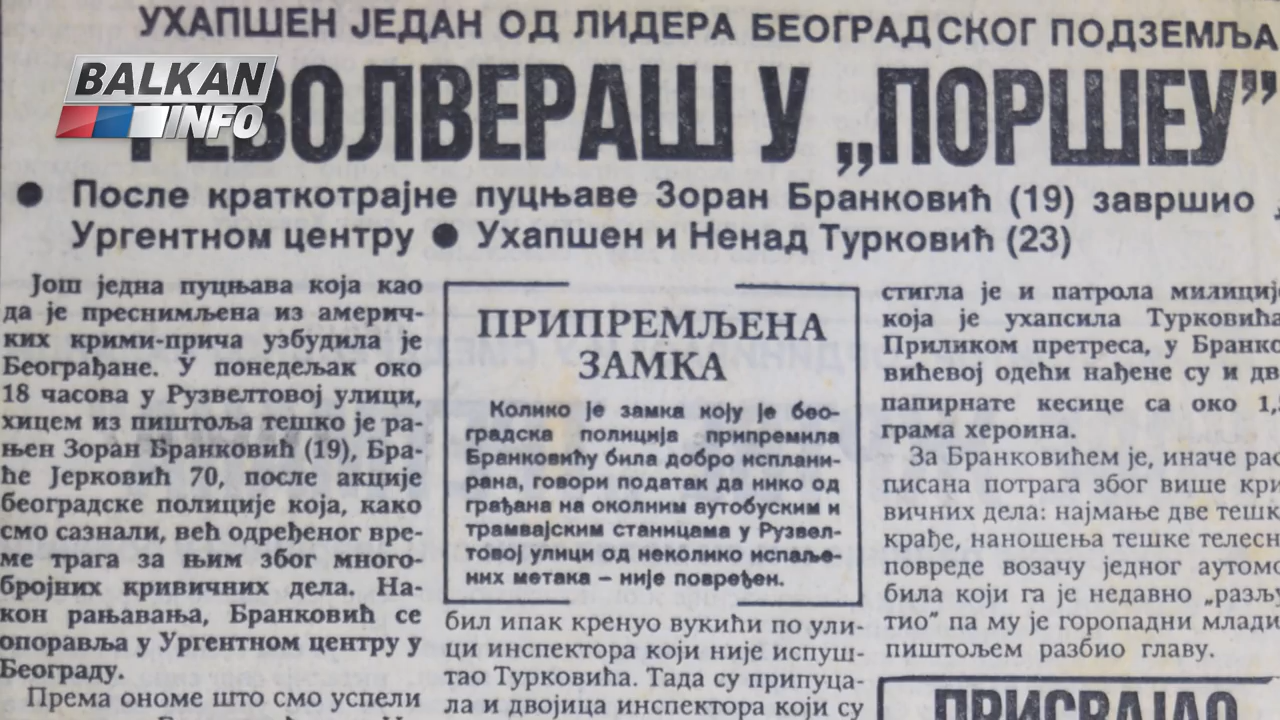 УХАПШЕН ЈЕДАН ОД ЛИДЕРА БЕОГРАДСКОГ ПОДЗЕМЉА
BALKAN
INFO
РЕВОЛВЕРАШ У „ПОРШЕУ”
● После краткотрајне пуцњаве Зоран Бранковић (19) завршио
Ургентном центру ● Ухапшен и Ненад Турковић (23)
Још једна пуцњава која као
да је преснимљена из америч-
ких крими-прича узбудила је
Београђане. У понедељак око
18 часова у Рузвелтовој улици,
хицем из пиштоља тешко је ра-
њен Зоран Бранковић (19), Бра-
ће Јерковић 70, после акције
београдске полиције која, како
смо сазнали, већ одређеног вре-
ме трага за њим због много-
бројних кривичних дела. На-
кон рањавања, Бранковић се
опоравља у Ургентном центру у
Београду.
Према ономе што смо успели
ПРИПРЕМЉЕНА
ЗАМКА
Колико је замка коју је бео-
градска полиција припремила
Бранковићу била добро исплани-
рана, говори податак да нико од
грађана на околним аутобуским и
трамвајским станицама у Рузвел-
товој улици од неколико испаље-
них метака – није повређен.
бил ипак кренуо вукући по ули-
ци инспектора који није испуш-
тао Турковића. Тада су припуца-
ла и двојица инспектора који су
стигла је и патрола милициј
која је ухапсила Турковића
Приликом претреса, у Бранко
вићевој одећи нађене су и дв
папирнате кесице са око 1,
грама хероина.
За Бранковићем је, иначе рас
писана потрага због више кри
вичних дела: најмање две тешк
крађе, наношења тешке телесн
повреде возачу једног аутомо
била који га је недавно „разљу
тио” па му је горопадни млади
пиштољем разбио главу.
ПРИСВАЈАО